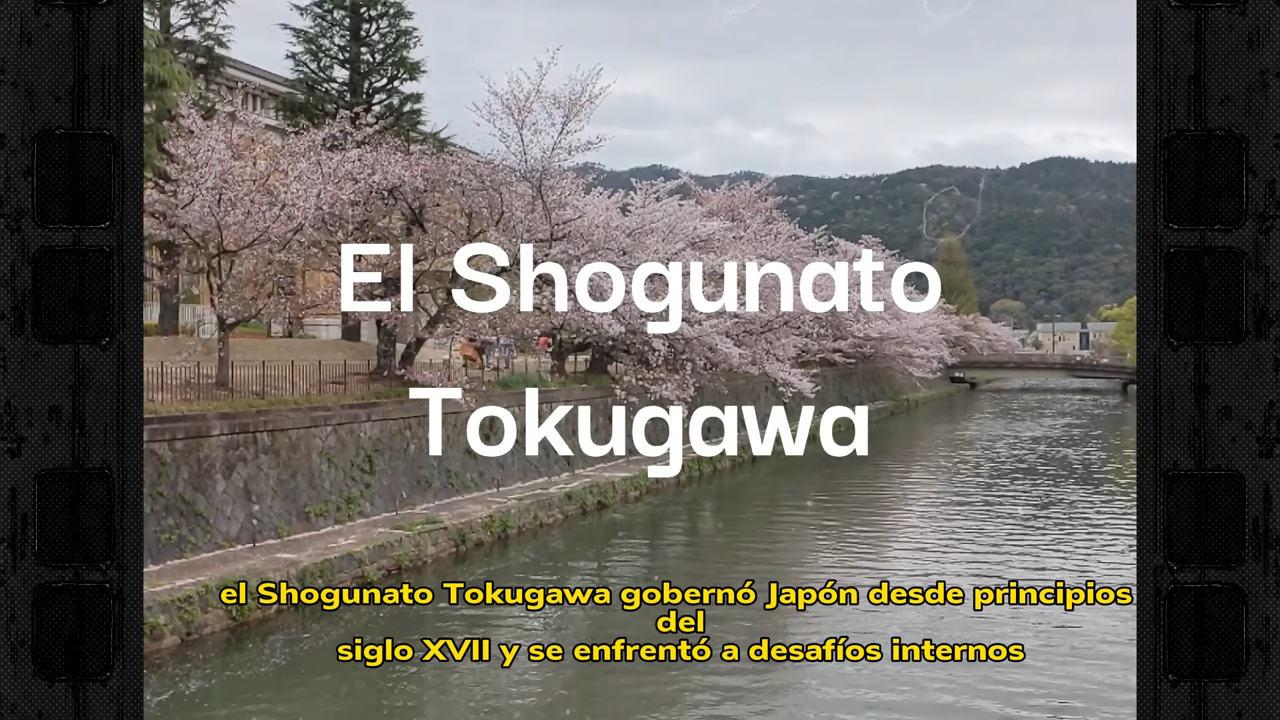 El Shogunato
Tokugawa
el Shogunato Tokugawa gobernó Japón desde principios
del
siglo XVII y se enfrentó a desafíos internos